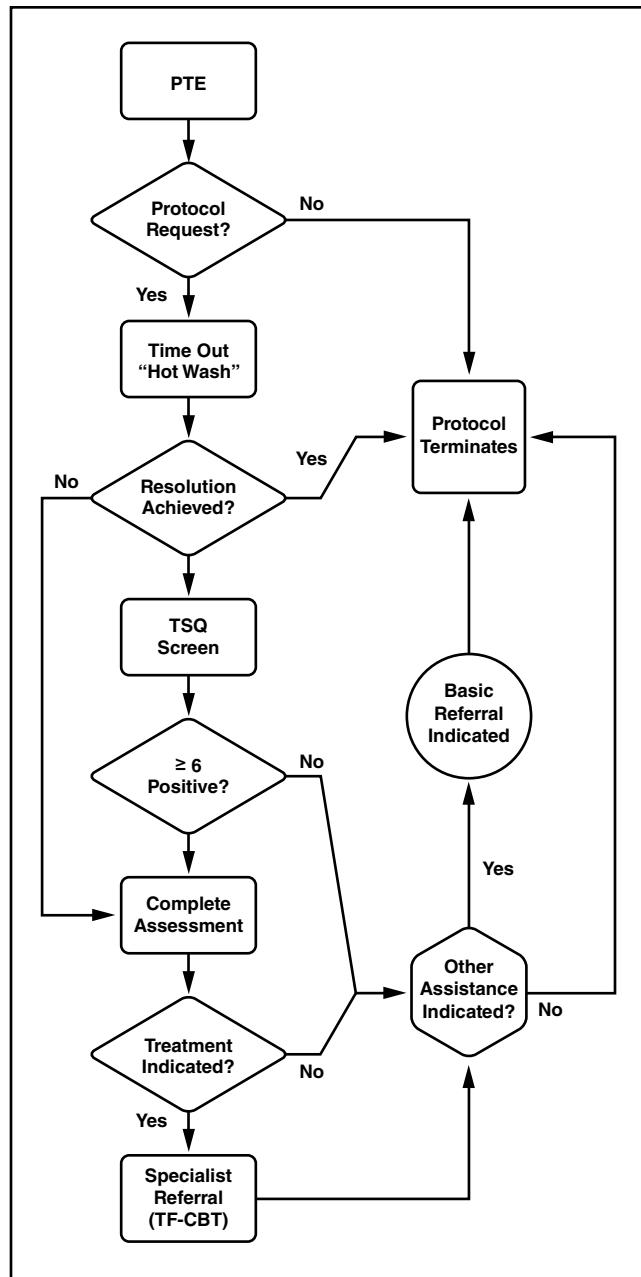 PTE
Protocol
Request?
No
Yes
Time Out
“Hot Wash”
Protocol
Terminates
Yes
No
Resolution
Achieved?
TSQ
Screen
Basic
Referral
Indicated
≥ 6
Positive?
No
Yes
Complete
Assessment
Other
Assistance
Indicated?
No
Treatment
Indicated?
No
Yes
Specialist
Referral
(TF-CBT)